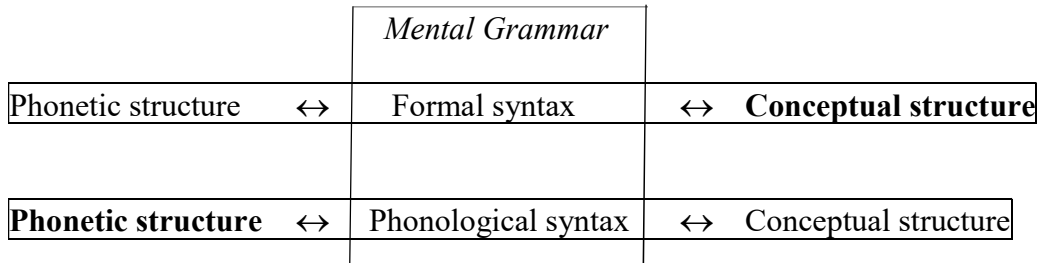 Mental Grammar
Phonetic structure ↔ Formal syntax ↔ Conceptual structure
Phonetic structure ↔ Phonological syntax ↔ Conceptual structure